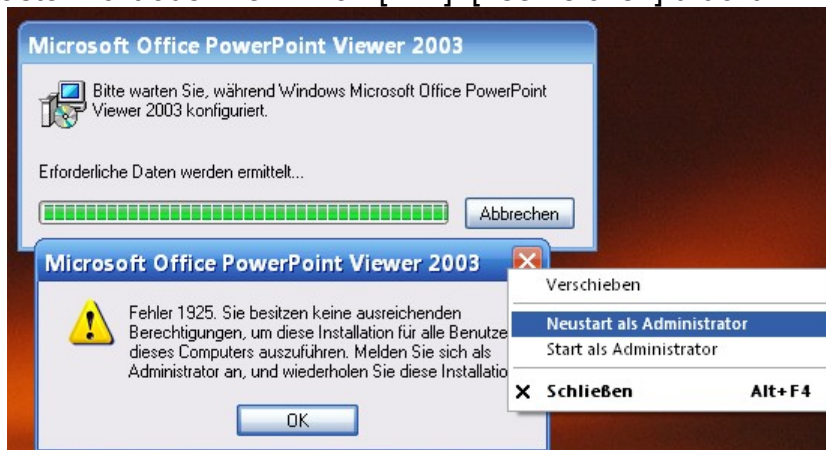 Microsoft Office PowerPoint Viewer 2003
Bitte warten Sie, während Windows Microsoft Office PowerPoint
Viewer 2003 konfiguriert.
Erforderliche Daten werden ermittelt...
Abbrechen
Microsoft Office PowerPoint Viewer 2003
Fehler 1925. Sie besitzen keine ausreichenden
Berechtigungen, um diese Installation für alle Benutze
dieses Computers auszuführen. Melden Sie sich als
Administrator an, und wiederholen Sie diese Installatio
OK
Verschieben
Neustart als Administrator
Start als Administrator
Schließen Alt+F4